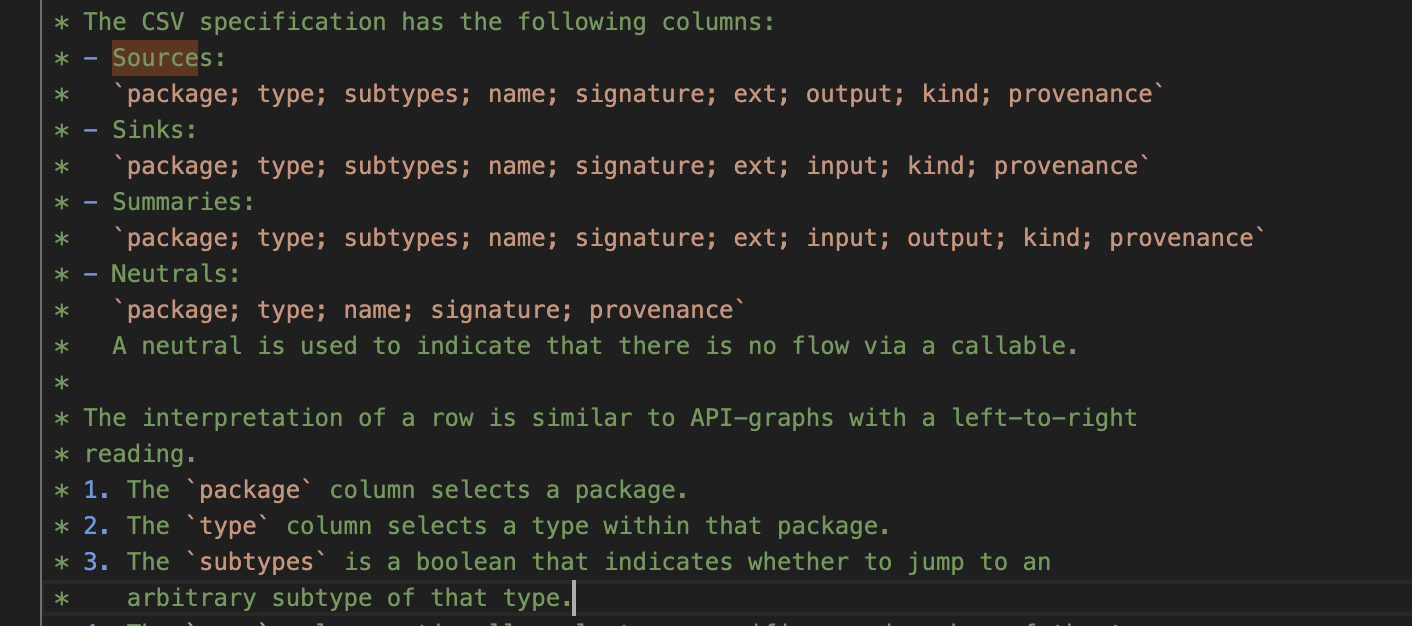 * The CSV specification has the following columns:
* - Sources:
*   `package; type; subtypes; name; signature; ext; output; kind; provenance`
* - Sinks:
*   `package; type; subtypes; name; signature; ext; input; kind; provenance`
* - Summaries:
*   `package; type; subtypes; name; signature; ext; input; output; kind; provenance`
* - Neutrals:
*   `package; type; name; signature; provenance`
*   A neutral is used to indicate that there is no flow via a callable.
*
* The interpretation of a row is similar to API-graphs with a left-to-right
* reading.
* 1. The `package` column selects a package.
* 2. The `type` column selects a type within that package.
* 3. The `subtypes` is a boolean that indicates whether to jump to an
*    arbitrary subtype of that type.